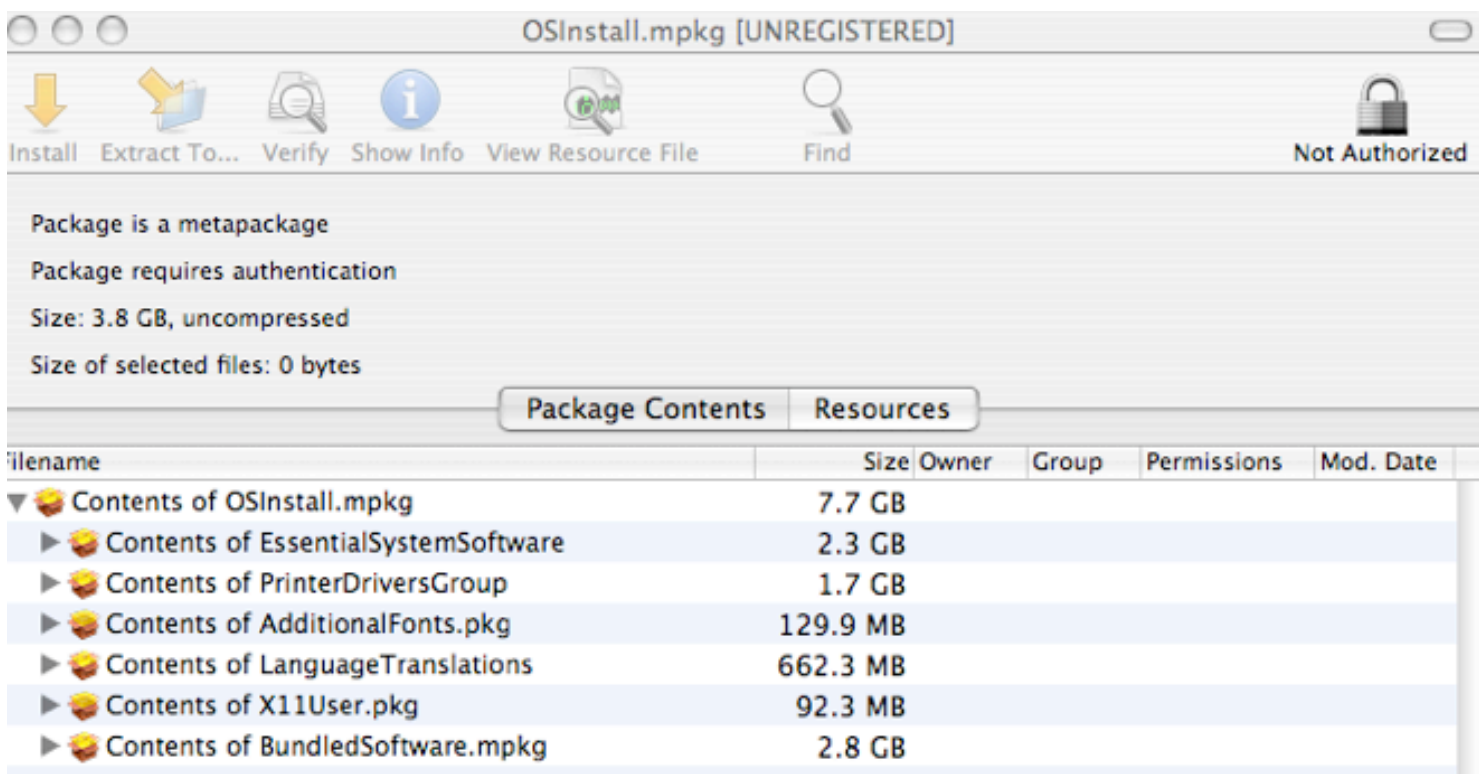 OSInstall.mpkg [UNREGISTERED]
Install Extract To... Verify Show Info View Resource File Find Not Authorized
Package is a metapackage
Package requires authentication
Size: 3.8 GB, uncompressed
Size of selected files: 0 bytes
Package Contents Resources
Filename Size Owner Group Permissions Mod. Date
Contents of OSInstall.mpkg 7.7 GB
Contents of EssentialSystemSoftware 2.3 GB
Contents of PrinterDriversGroup 1.7 GB
Contents of AdditionalFonts.pkg 129.9 MB
Contents of LanguageTranslations 662.3 MB
Contents of X11User.pkg 92.3 MB
Contents of BundledSoftware.mpkg 2.8 GB